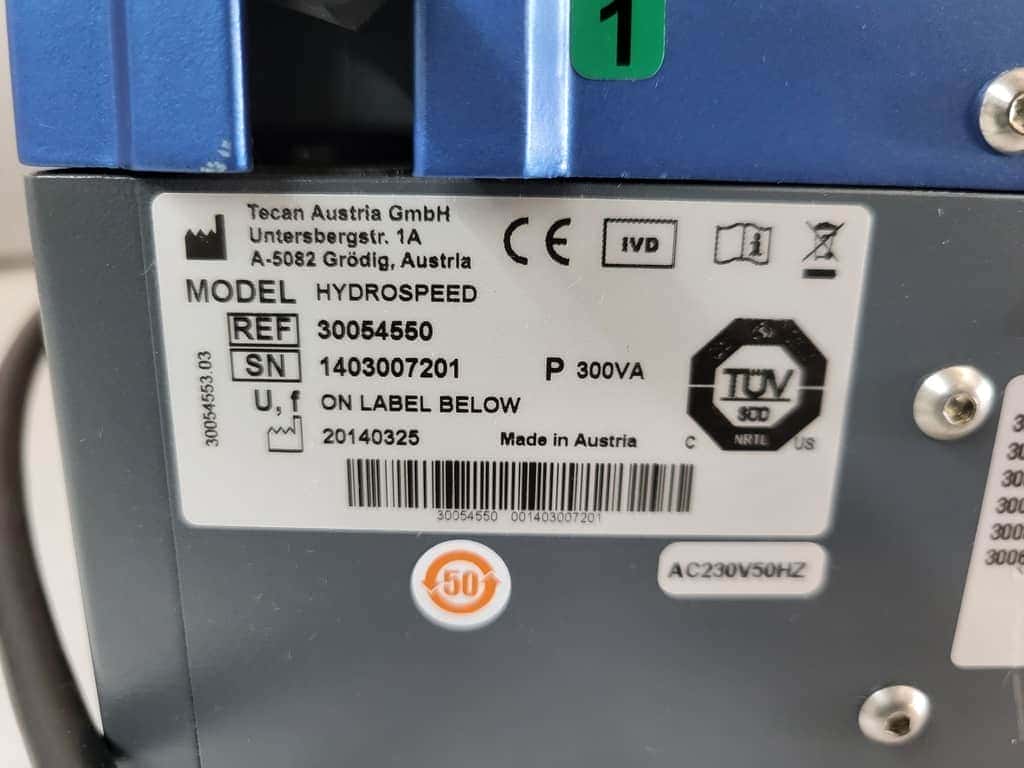 1
Tecan Austria GmbH
Untersbergstr. 1A
A-5082 Grödig, Austria
CE
IVD
i
MODEL HYDROSPEED
REF 30054550
SN 1403007201
P 300VA
U, f ON LABEL BELOW
20140325
Made in Austria
30054553.03
TÜV
SÜD
NRTL
C US
30054550 001403007201
50
AC230V50HZ